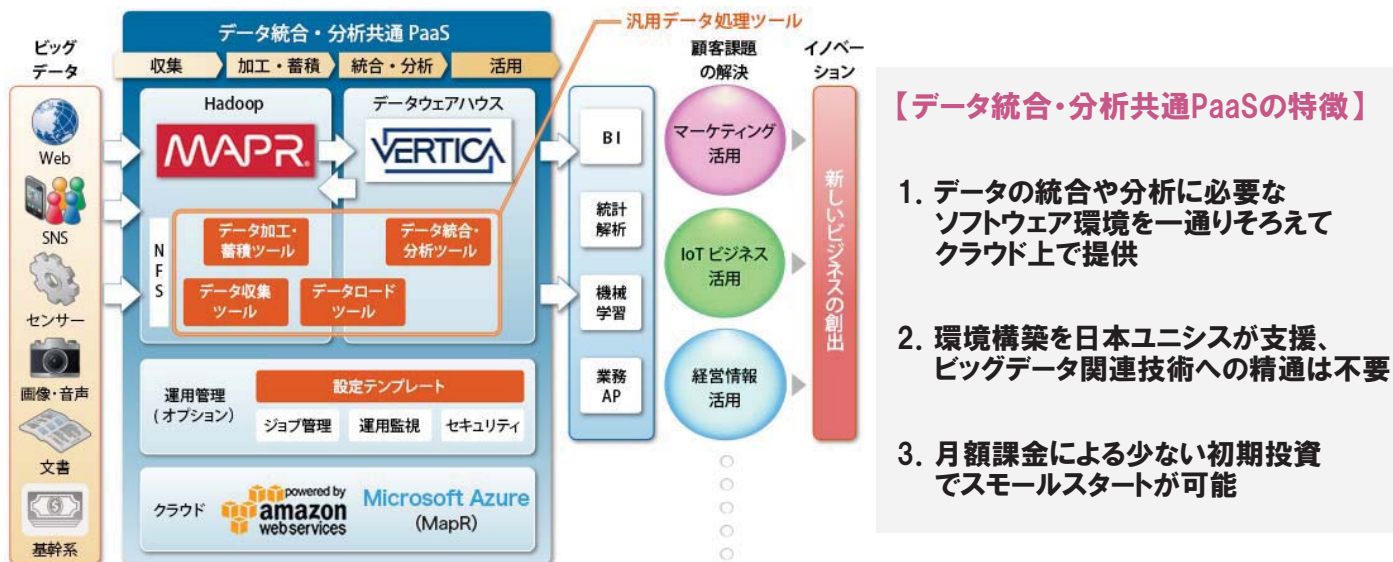 汎用データ処理ツール
ビッグ
データ
Web
SNS
センサー
画像・音声
文書
基幹系
データ統合・分析共通 PaaS
収集
加工・蓄積
統合・分析
活用
Hadoop
MAPR.
データウェアハウス
VERTICA
NFS
データ加工・
蓄積ツール
データ統合・
分析ツール
データ収集
ツール
データロード
ツール
運用管理
(オプション)
設定テンプレート
ジョブ管理
運用監視
セキュリティ
クラウド
powered by
amazon
webservices
Microsoft Azure
(MapR)
BI
統計
解析
機械
学習
業務
AP
顧客課題
の解決
マーケティング
活用
IoT ビジネス
活用
経営情報
活用
イノベー
ション
新しいビジネスの創出
【データ統合・分析共通PaaSの特徴】
1. データの統合や分析に必要な
ソフトウェア環境を一通りそろえて
クラウド上で提供
2. 環境構築を日本ユニシスが支援、
ビッグデータ関連技術への精通は不要
3. 月額課金による少ない初期投資
でスモールスタートが可能